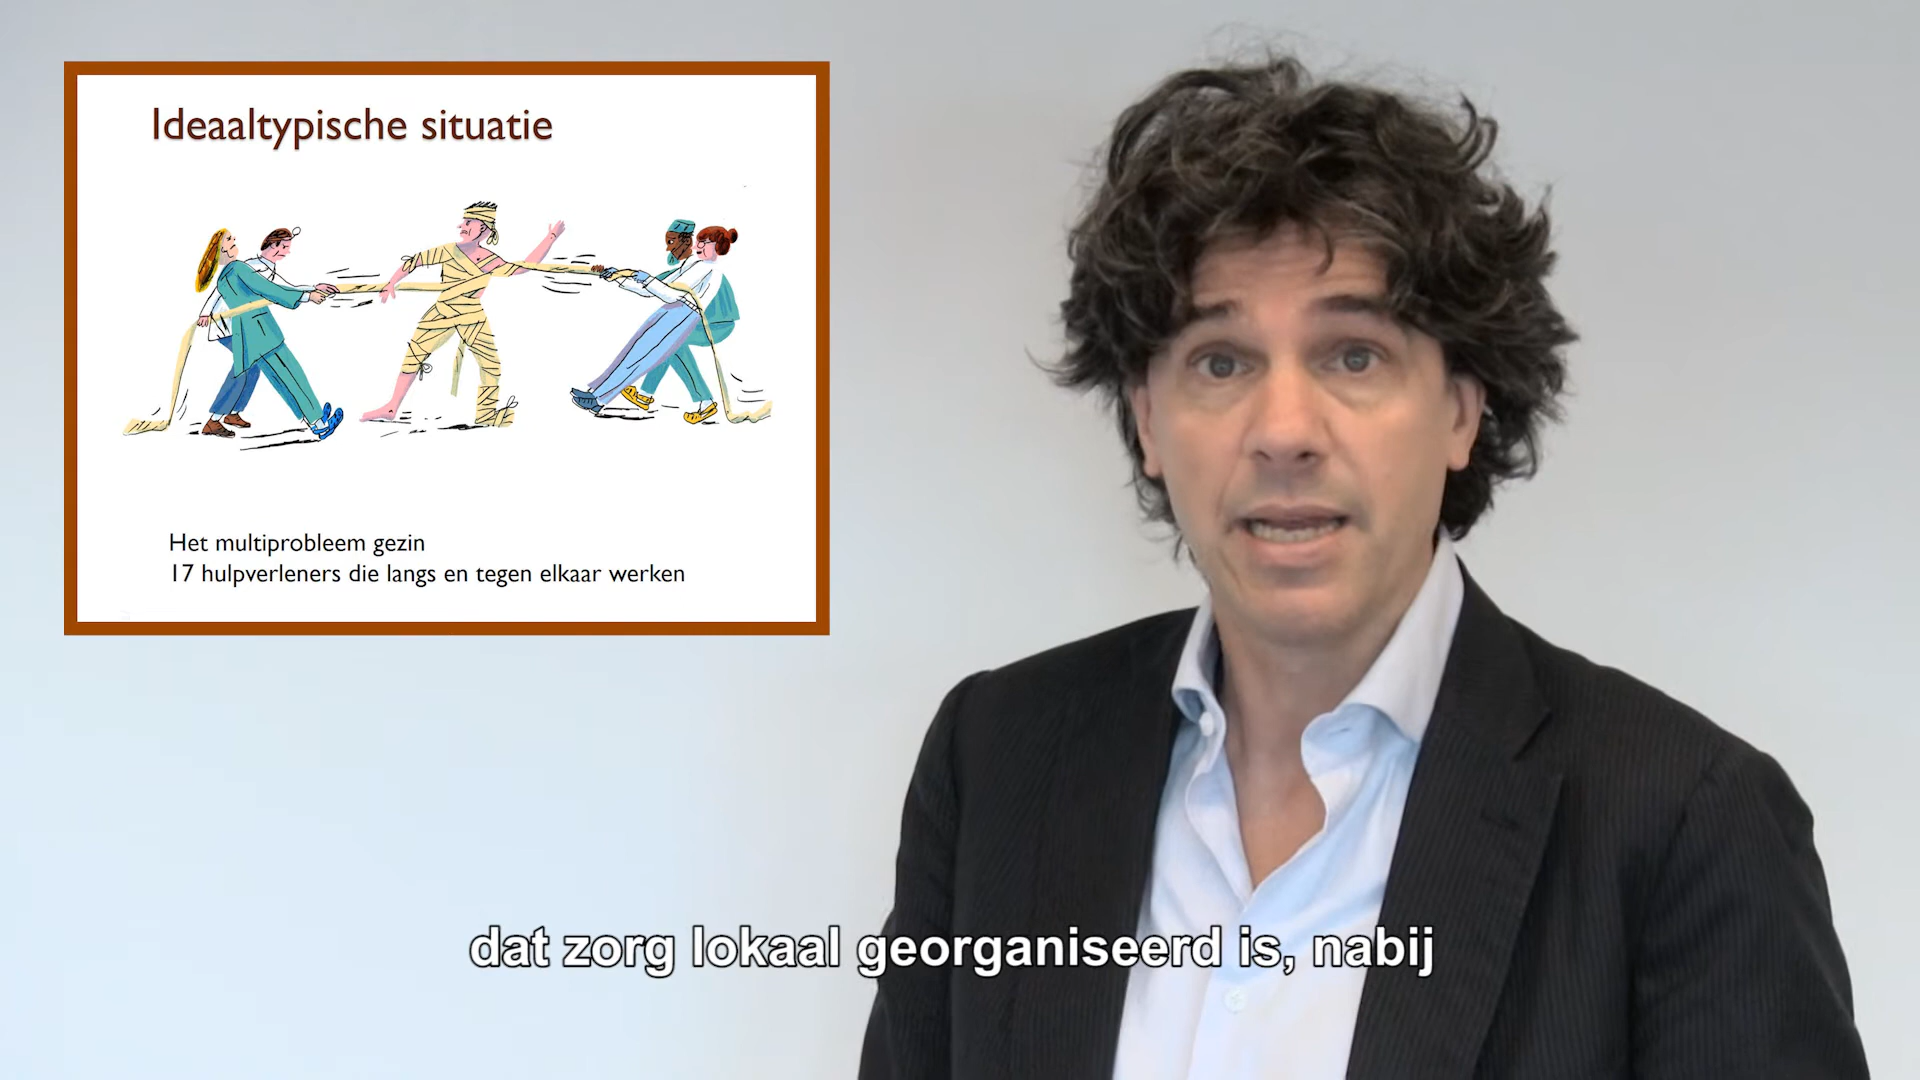 Ideaaltypische situatie
Het multiprobleem gezin
17 hulpverleners die langs en tegen elkaar werken
dat zorg lokaal georganiseerd is, nabij